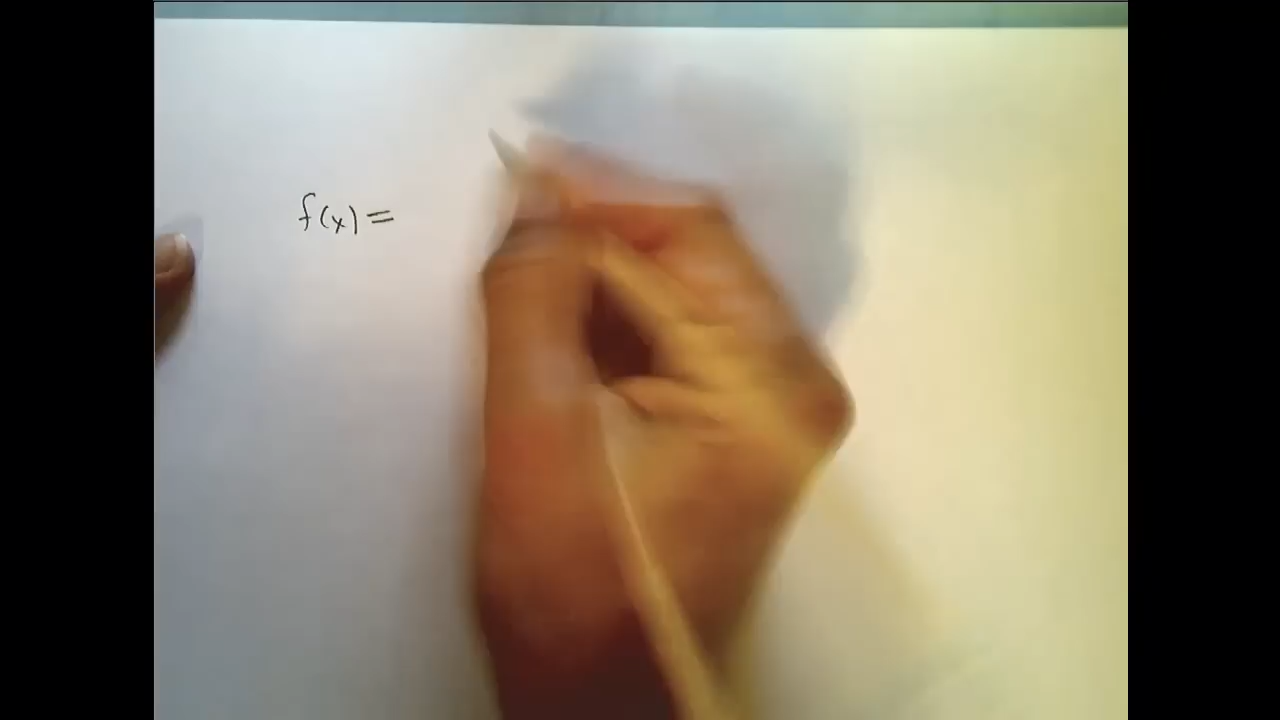 f(x) =